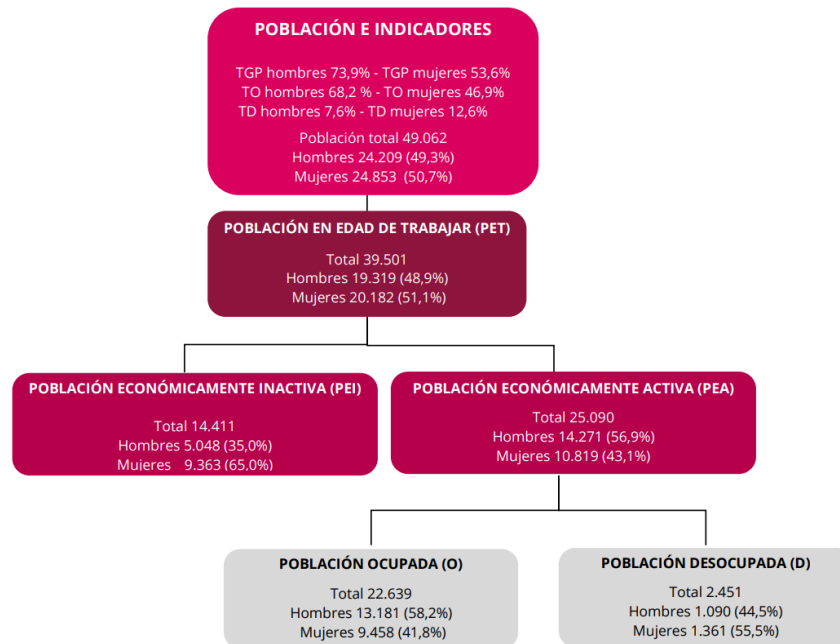 POBLACIÓN E INDICADORES
TGP hombres 73,9% - TGP mujeres 53,6%
TO hombres 68,2 % - TO mujeres 46,9%
TD hombres 7,6% - TD mujeres 12,6%
Población total 49.062
Hombres 24.209 (49,3%)
Mujeres 24.853 (50,7%)
POBLACIÓN EN EDAD DE TRABAJAR (PET)
Total 39.501
Hombres 19.319 (48,9%)
Mujeres 20.182 (51,1%)
POBLACIÓN ECONÓMICAMENTE INACTIVA (PEI)
Total 14.411
Hombres 5.048 (35,0%)
Mujeres 9.363 (65,0%)
POBLACIÓN ECONÓMICAMENTE ACTIVA (PEA)
Total 25.090
Hombres 14.271 (56,9%)
Mujeres 10.819 (43,1%)
POBLACIÓN OCUPADA (O)
Total 22.639
Hombres 13.181 (58,2%)
Mujeres 9.458 (41,8%)
POBLACIÓN DESOCUPADA (D)
Total 2.451
Hombres 1.090 (44,5%)
Mujeres 1.361 (55,5%)